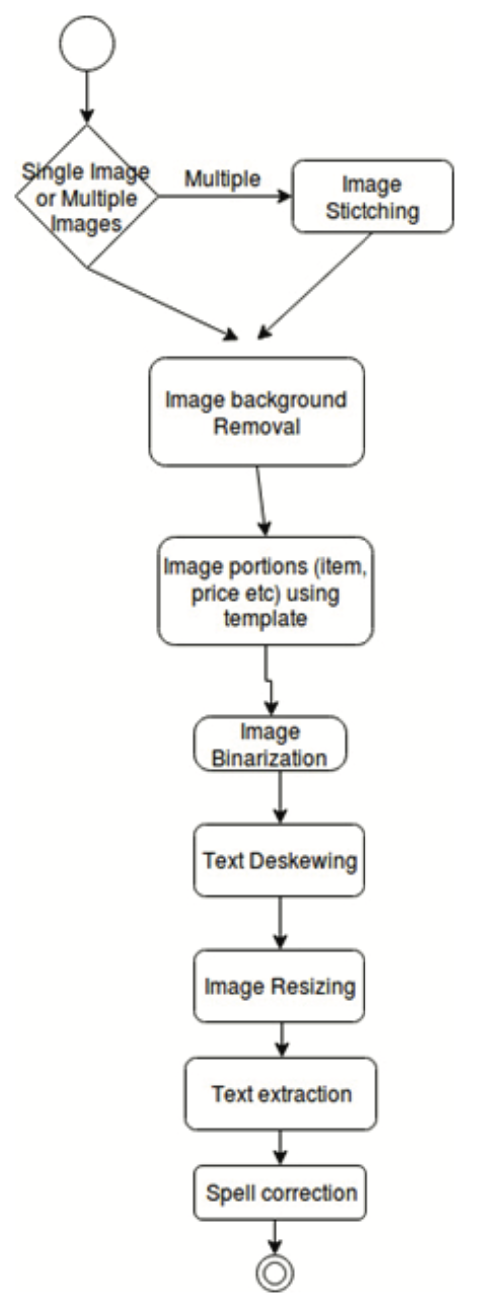 Single Image
or Multiple
Images
Multiple
Image
Stictching
Image background
Removal
Image portions (item,
price etc) using
template
Image
Binarization
Text Deskewing
Image Resizing
Text extraction
Spell correction